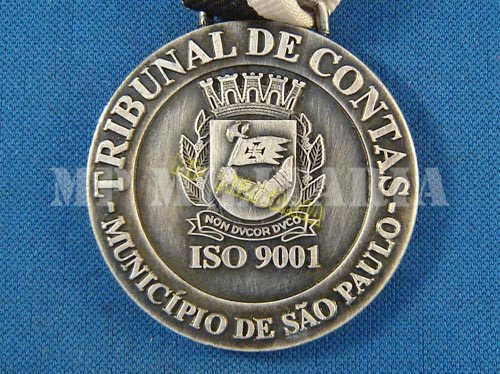 TRIBUNAL DE CONTAS
NON DVCOR DVCO
ISO 9001
- MUNICÍPIO DE SÃO PAULO -